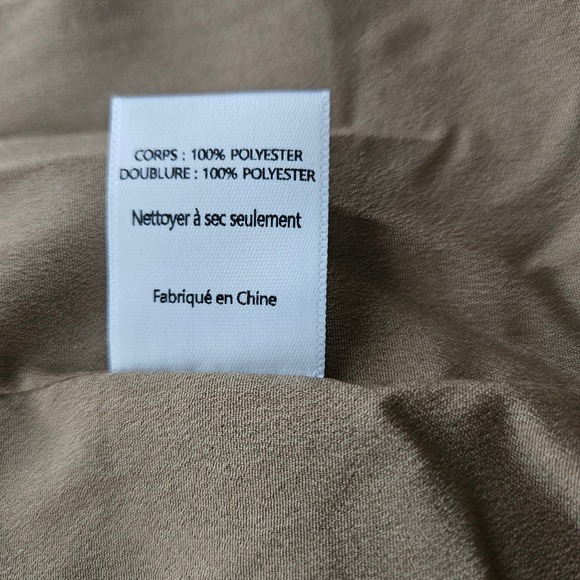 CORPS : 100% POLYESTER
DOUBLURE : 100% POLYESTER
Nettoyer à sec seulement
Fabriqué en Chine